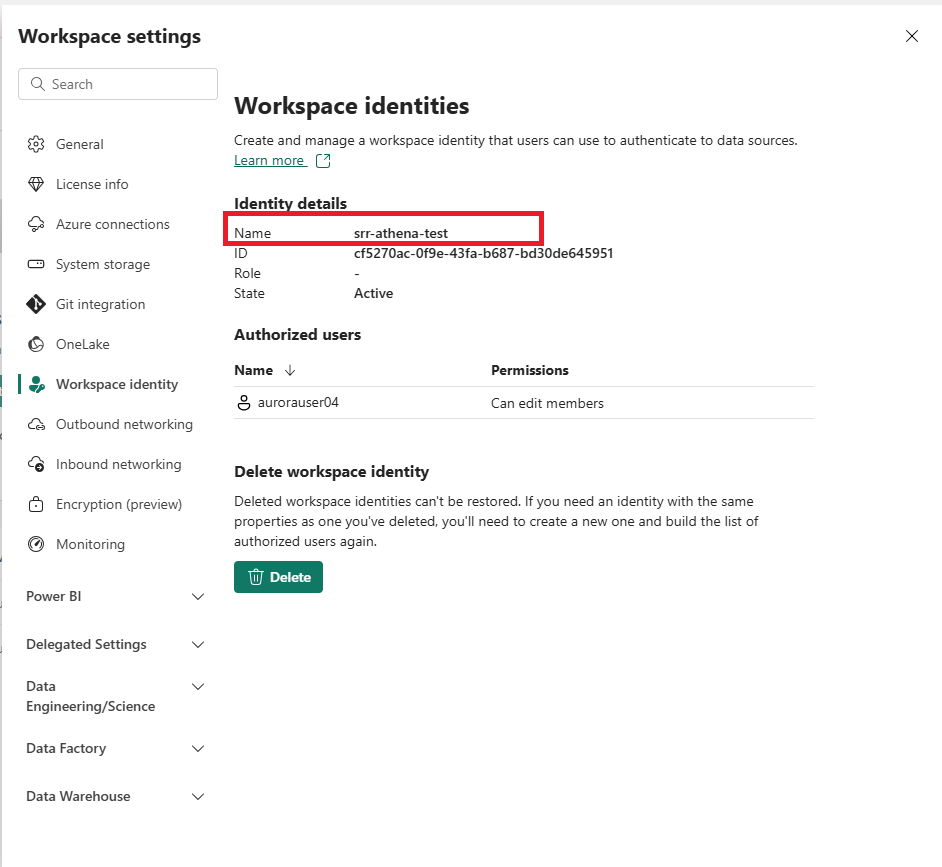 Workspace settings
Search
General
License info
Azure connections
System storage
Git integration
OneLake
Workspace identity
Outbound networking
Inbound networking
Encryption (preview)
Monitoring
Power BI
Delegated Settings
Data
Engineering/Science
Data Factory
Data Warehouse
Workspace identities
Create and manage a workspace identity that users can use to authenticate to data sources.
Learn more
Identity details
Name srr-athena-test
ID cf5270ac-0f9e-43fa-b687-bd30de645951
Role -
State Active
Authorized users
Name ↓ Permissions
aurorauser04 Can edit members
Delete workspace identity
Deleted workspace identities can't be restored. If you need an identity with the same
properties as one you've deleted, you'll need to create a new one and build the list of
authorized users again.
Delete